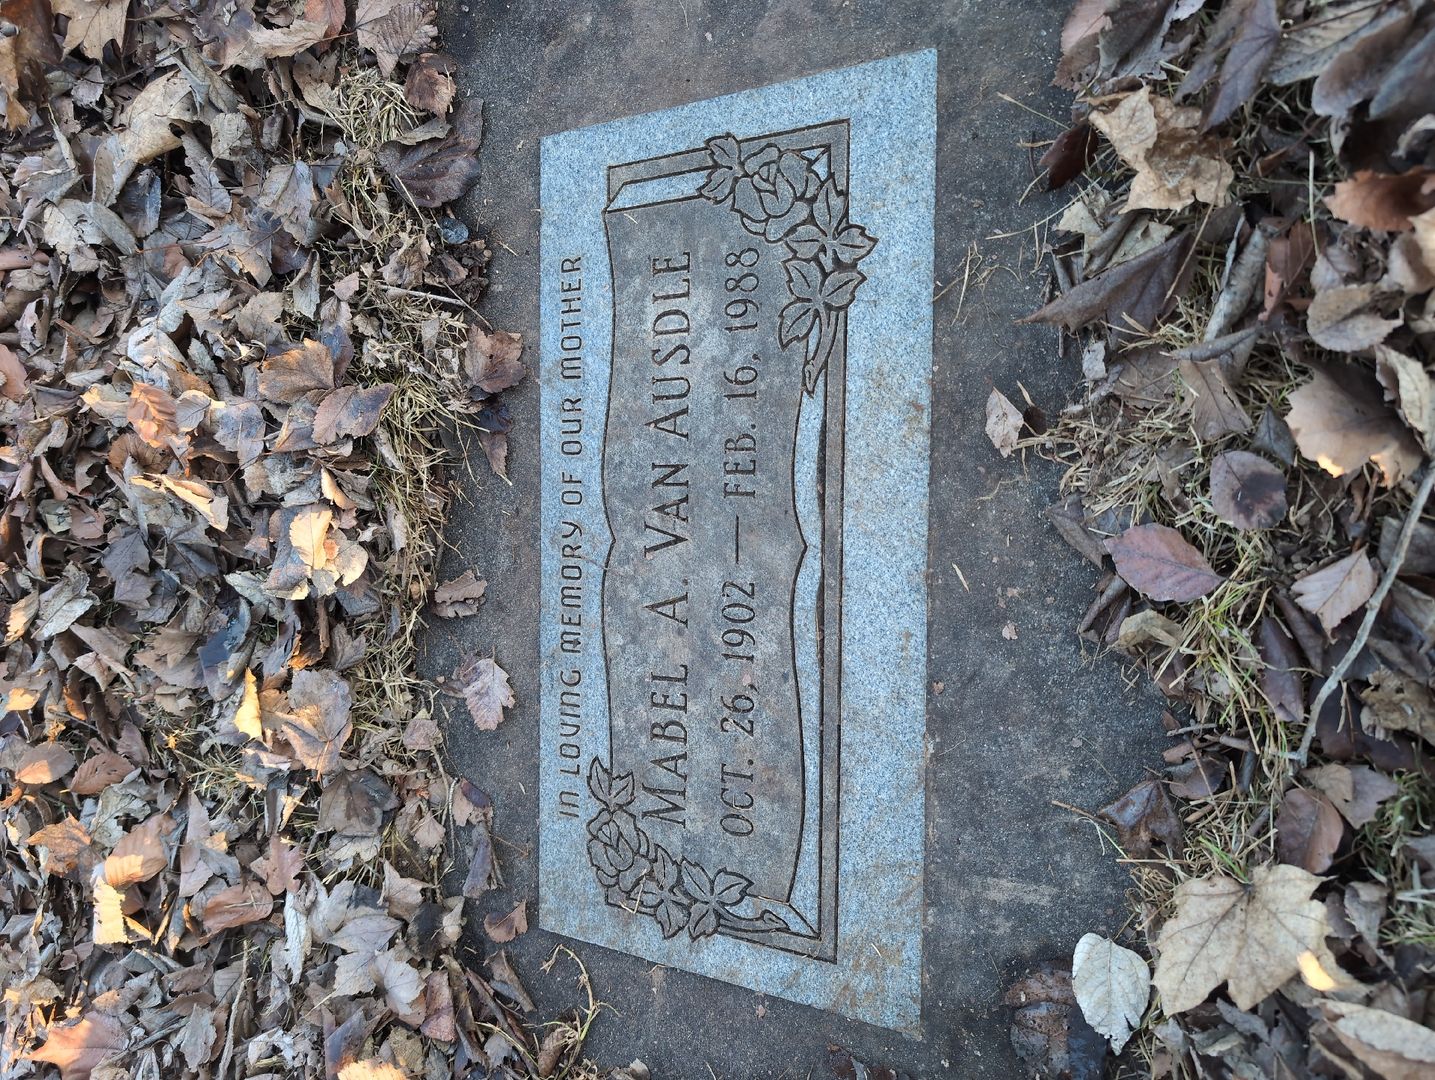 IN LOVING MEMORY OF OUR MOTHER
MABEL A. VAN AUSDLE
OCT. 26, 1902 — FEB. 16, 1988